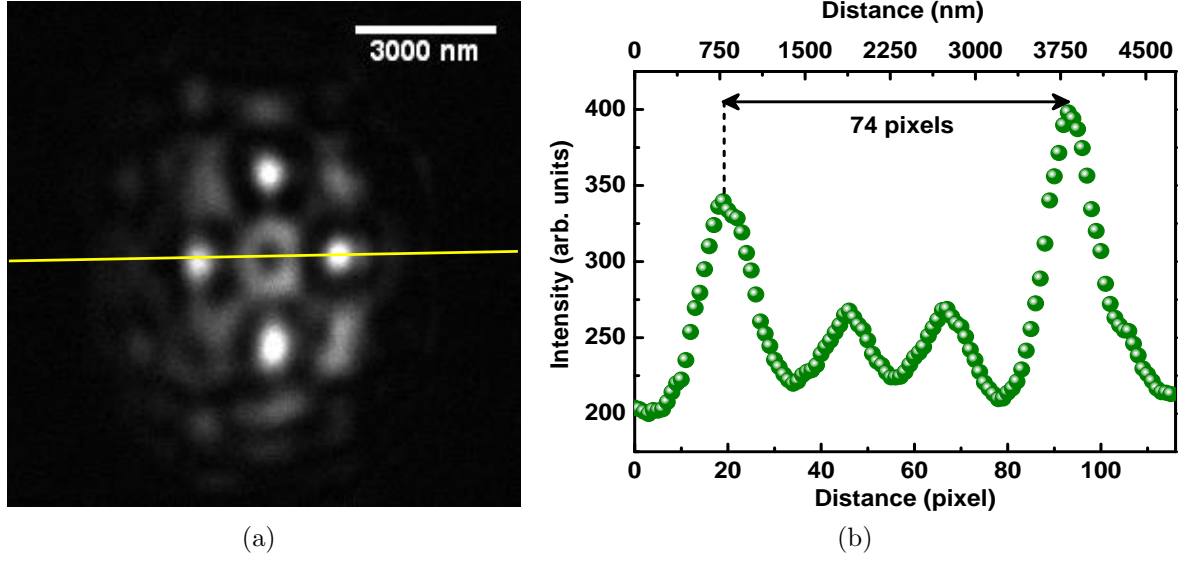 3000 nm
(a)
Distance (nm)
0 750 1500 2250 3000 3750 4500
400
350
300
250
200
Intensity (arb. units)
74 pixels
0 20 40 60 80 100
Distance (pixel)
(b)